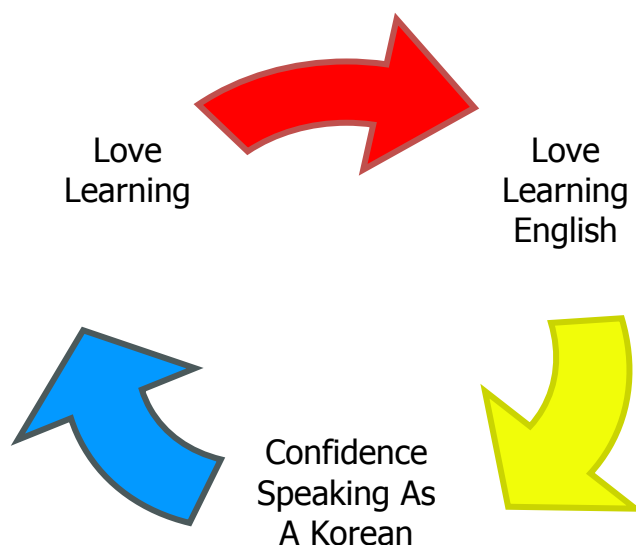 Love
Learning
Love
Learning
English
Confidence
Speaking As
A Korean